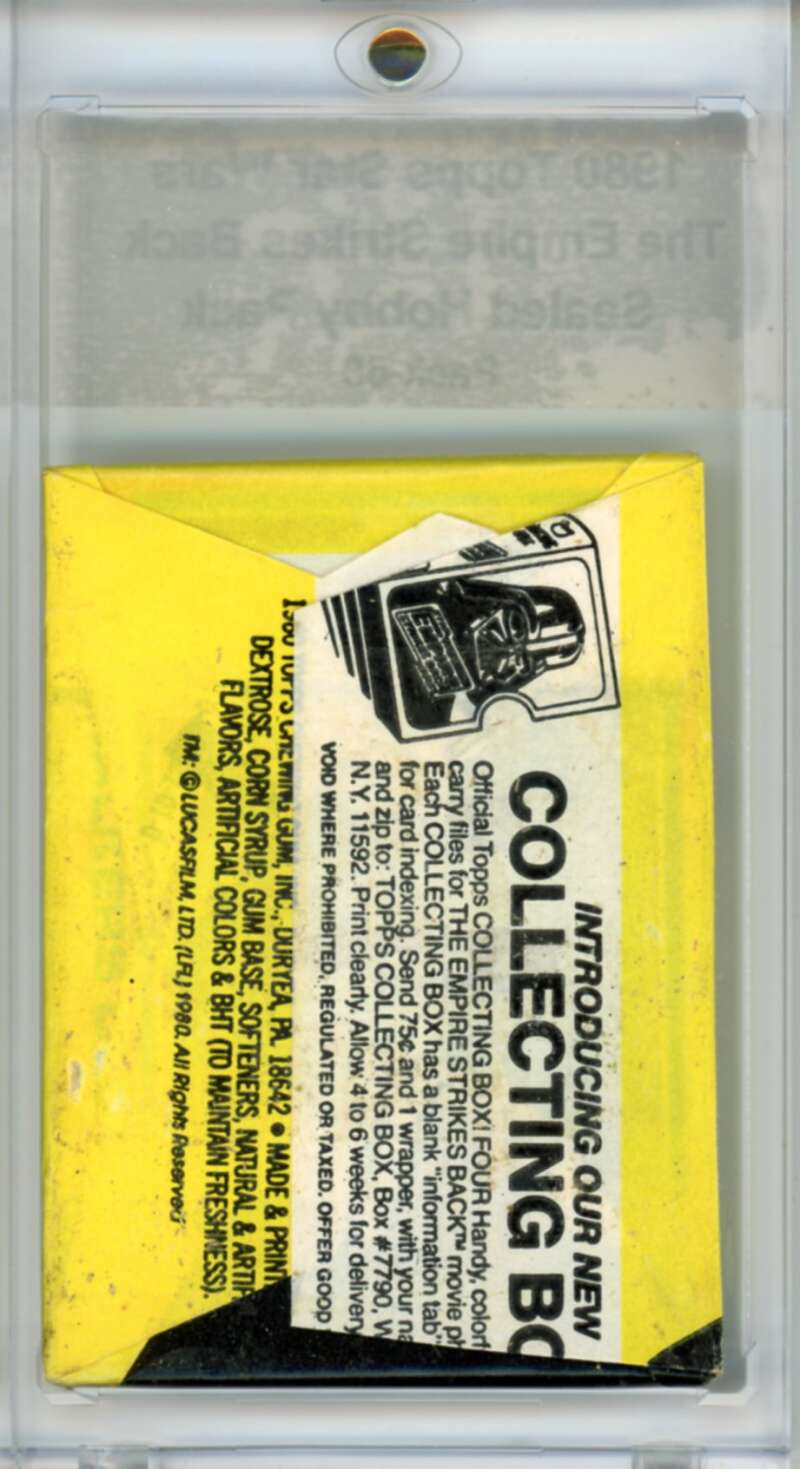 1980 Topps Star Wars
The Empire Strikes Back
Sealed Hobby Pack
INTRODUCING OUR NEW
COLLECTING BO
Official Topps COLLECTING BOX! FOUR Handy, colorf
carry files for THE EMPIRE STRIKES BACK™ movie ph
Each COLLECTING BOX has a blank "information tab"
for card indexing. Send 75¢ and 1 wrapper, with your na
and zip to: TOPPS COLLECTING BOX, Box #7790, W
N.Y. 11592. Print clearly. Allow 4 to 6 weeks for delivery
VOID WHERE PROHIBITED, REGULATED OR TAXED. OFFER GOOD
1980 TOPPS CHEWING GUM, INC., DURYEA, PA. 18642 • MADE & PRINT
DEXTROSE, CORN SYRUP, GUM BASE, SOFTENERS, NATURAL & ARTIF
FLAVORS, ARTIFICIAL COLORS & BHT (TO MAINTAIN FRESHNESS).
TM: © LUCASFILM, LTD. (LFL) 1980. All Rights Reserved